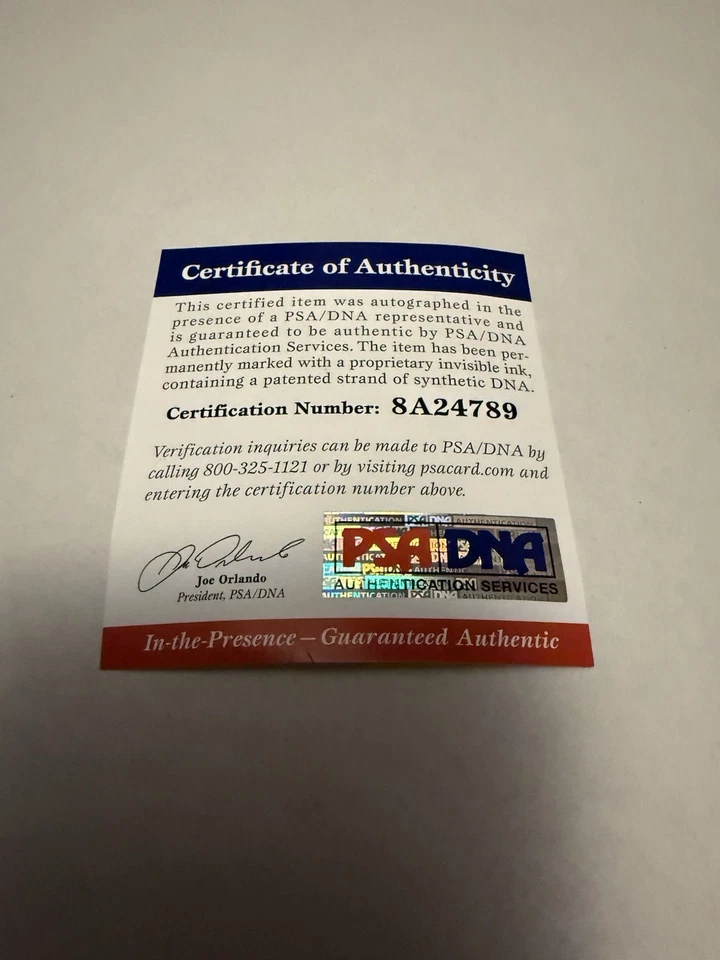 Certificate of Authenticity
This certified item was autographed in the
presence of a PSA/DNA representative and
is guaranteed to be authentic by PSA/DNA
Authentication Services. The item has been per-
manently marked with a proprietary invisible ink,
containing a patented strand of synthetic DNA.
Certification Number: 8A24789
Verification inquiries can be made to PSA/DNA by
calling 800-325-1121 or by visiting psacard.com and
entering the certification number above.
Joe Orlando
President, PSA/DNA
PSA DNA
AUTHENTICATION SERVICES
In-the-Presence – Guaranteed Authentic